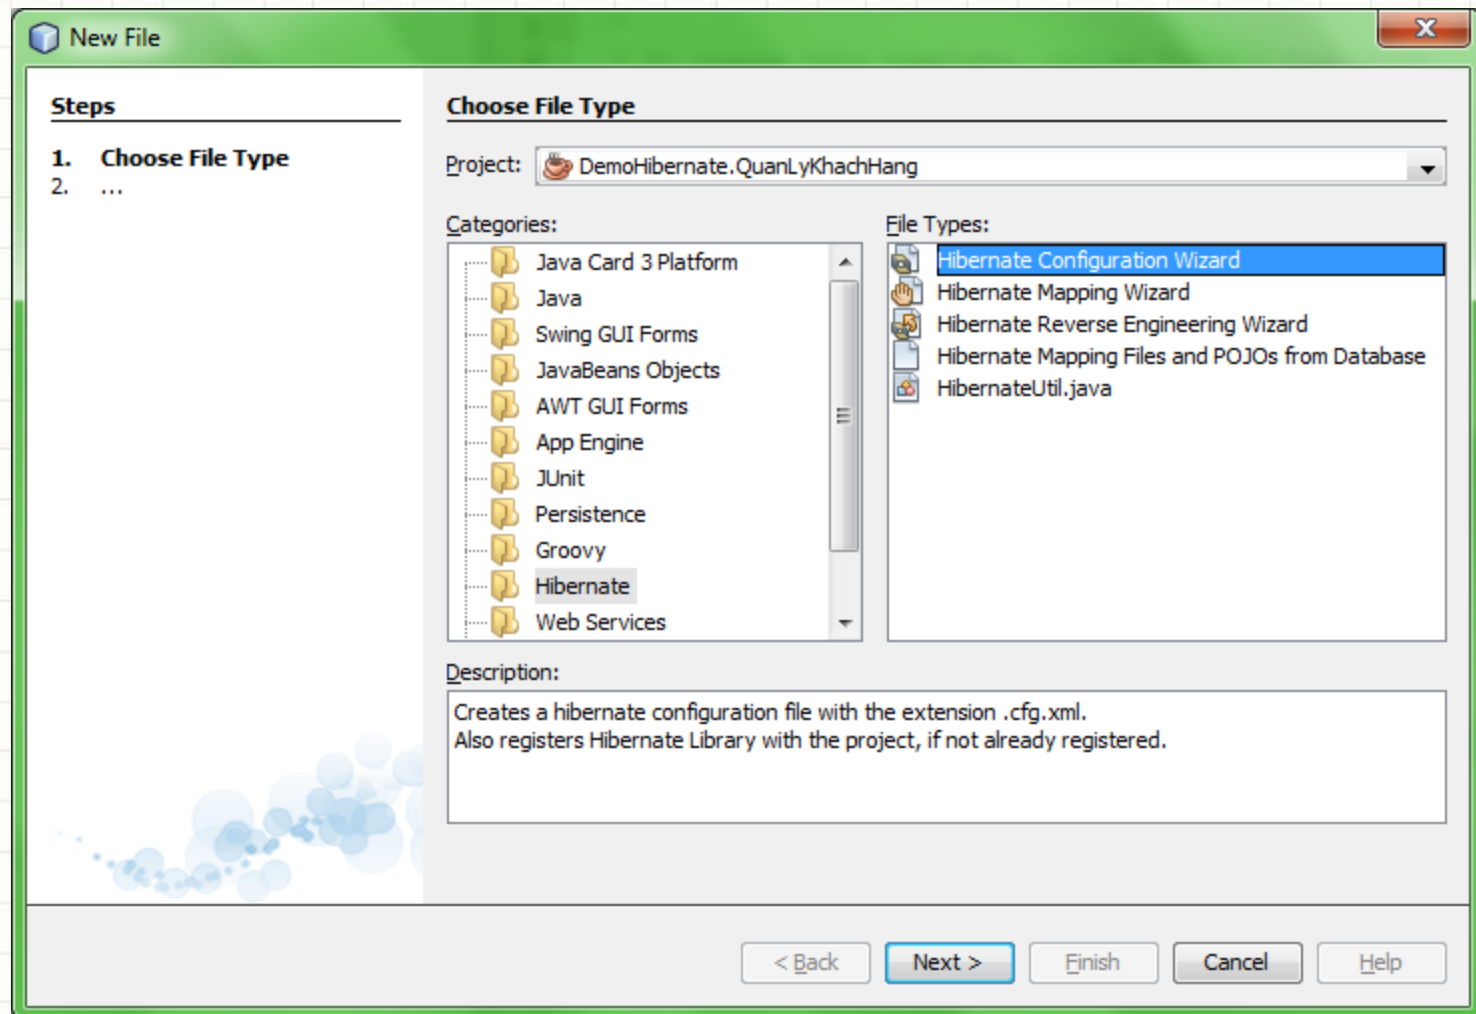 New File
Steps
1. Choose File Type
2. ...
Choose File Type
Project: DemoHibernate.QuanLyKhachHang
Categories:
Java Card 3 Platform
Java
Swing GUI Forms
JavaBeans Objects
AWT GUI Forms
App Engine
JUnit
Persistence
Groovy
Hibernate
Web Services
File Types:
Hibernate Configuration Wizard
Hibernate Mapping Wizard
Hibernate Reverse Engineering Wizard
Hibernate Mapping Files and POJOs from Database
HibernateUtil.java
Description:
Creates a hibernate configuration file with the extension .cfg.xml.
Also registers Hibernate Library with the project, if not already registered.
< Back Next > Finish Cancel Help